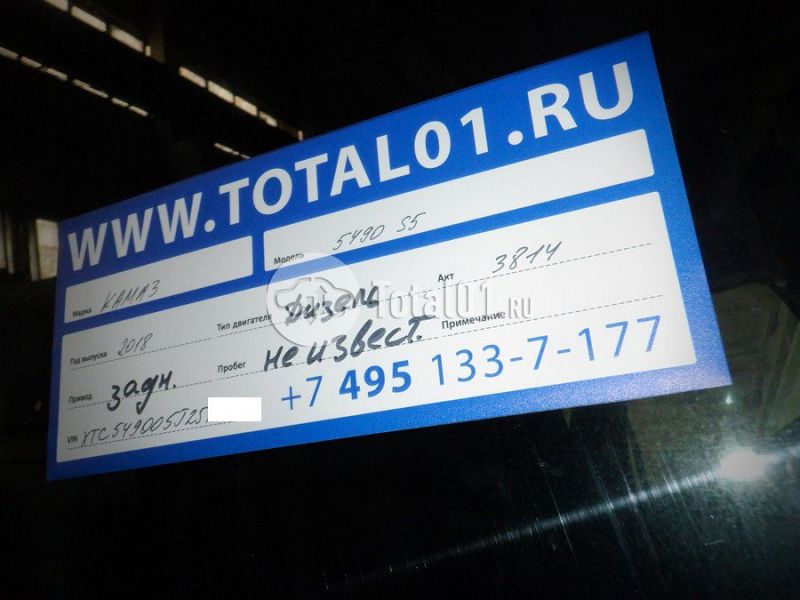 WWW.TOTAL01.RU
Марка КАМАЗ Модель 5490 S5
Год выпуска 2018 Тип двигателя Дизель Акт 3814
Привод задн. Пробег не извест. Примечание
VIN XTC549005J25 +7 495 133-7-177
Total01.RU